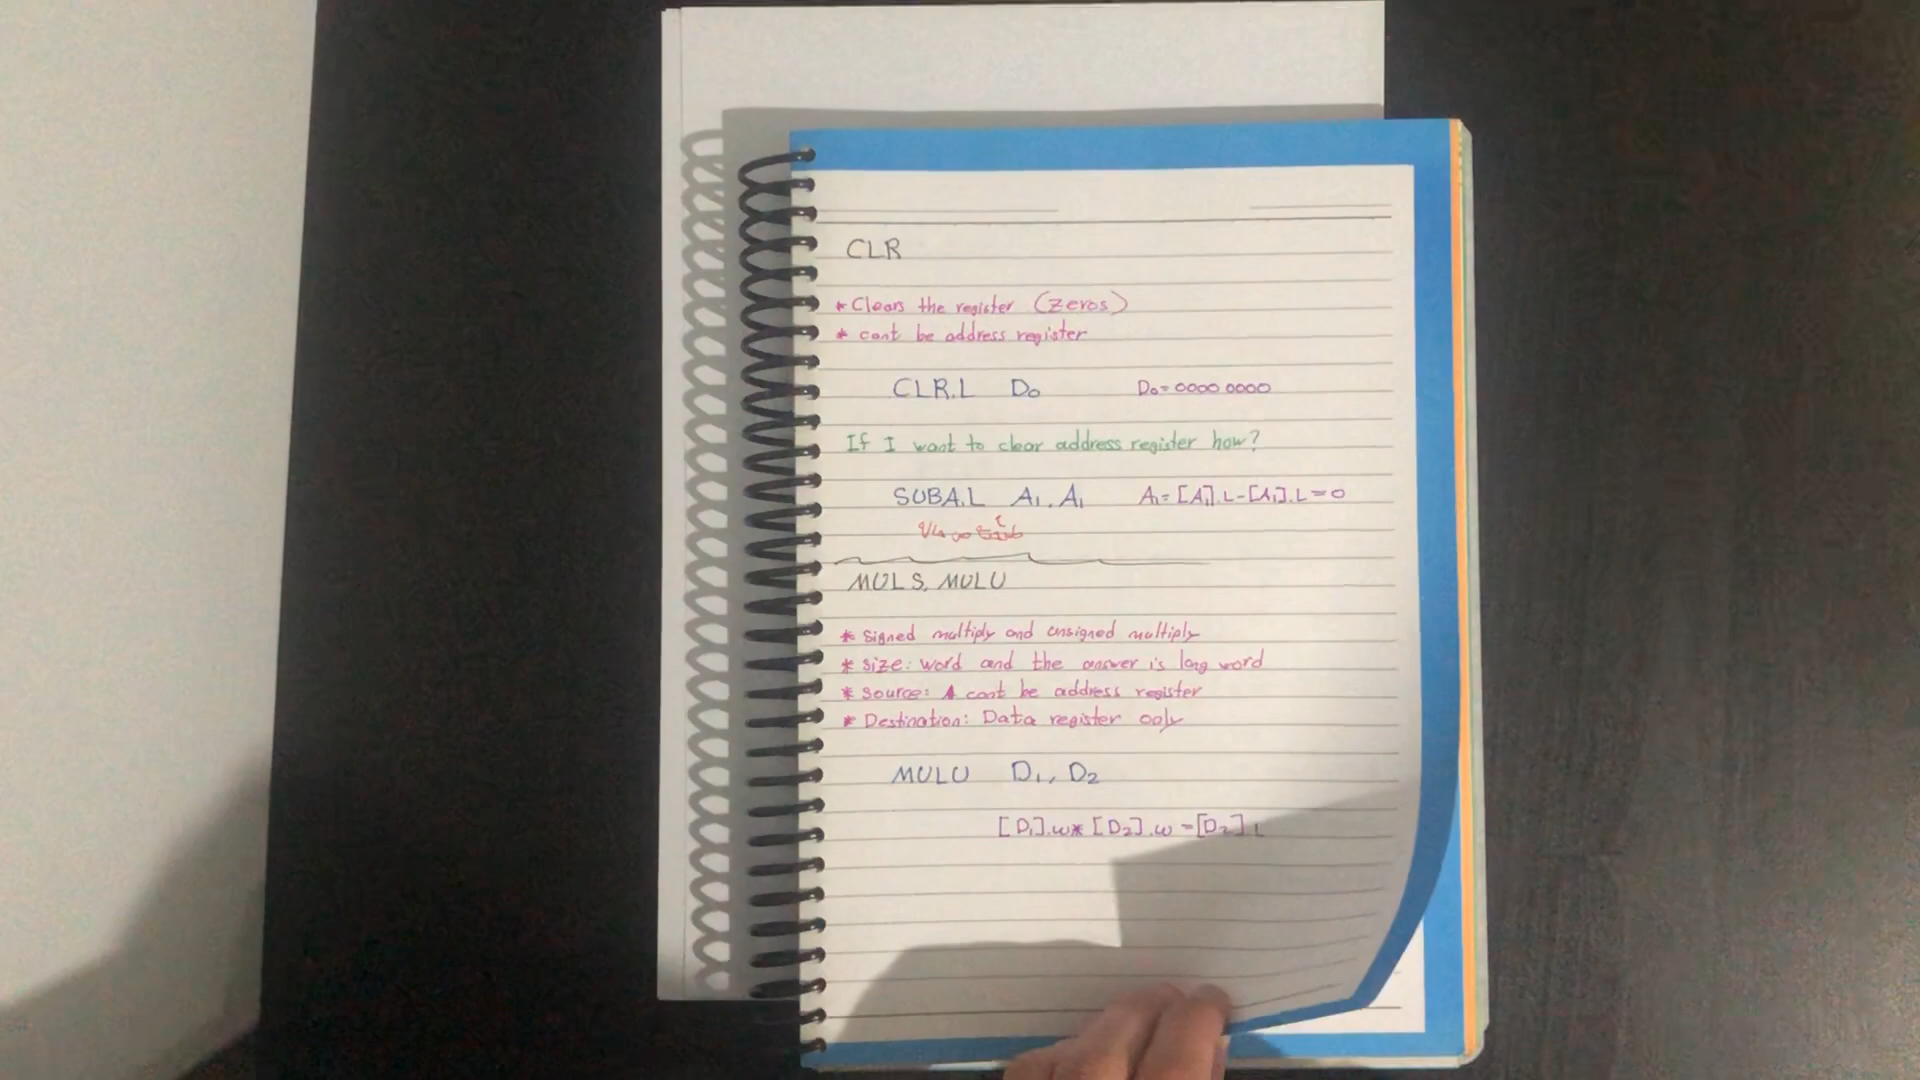 CLR
* Clears the register (zeros)
* cant be address register
CLR.L D0 D0=0000 0000
If I want to clear address register how?
SUBA.L A1, A1 A1=[A1].L-[A1].L=0
MULS, MULU
* Signed multiply and unsigned multiply
* size: word and the answer is long word
* source: cant be address register
* Destination: Data register only
MULU D1, D2
[D1].w* [D2].w =[D2].L